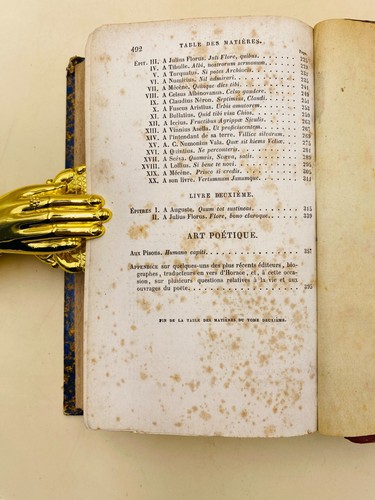 492 TABLE DES MATIÈRES.
Pages.
Épit. III. A Julius Florus. Juli Flore, quibus.
IV. A Tibulle. Albi, nostrorum sermonum.
V. A Torquatus. Si potes Archiacis.
VI. A Numicius. Nil admirari.
VII. A Mécène. Quinque dies tibi.
VIII. A Celsus Albinovanus. Celso gaudere.
IX. A Claudius Néron. Septimius, Claudi.
X. A Fuscus Aristius. Urbis amatorem.
XI. A Bullatius. Quid tibi visa Chios.
XII. A Iccius. Fructibus Agrippæ Siculis.
XIII. A Vinnius Asella. Ut proficiscentem.
XIV. A l'intendant de sa terre. Villice silvarum.
XV. A. C. Numonius Vala. Quæ sit hiems Veliæ.
XVI. A Quintius. Ne perconteris.
XVII. A Scéva. Quamvis, Scæva, satis.
XVIII. A Lollius. Si bene te novi.
XIX. A Mécène. Prisco si credis.
XX. A son livre. Vertumnum Janumque.
LIVRE DEUXIÈME.
Épitres I. A Auguste. Quum tot sustineas. 315
II. A Julius Florus. Flore, bono claroque. 339
ART POÉTIQUE.
Aux Pisons. Humano capiti.
Appendice sur quelques-uns des plus récents éditeurs, biographes, traducteurs en vers d'Horace, et, à cette occasion, sur plusieurs questions relatives à la vie et aux
ouvrages du poète.
FIN DE LA TABLE DES MATIÈRES DU TOME DEUXIÈME.